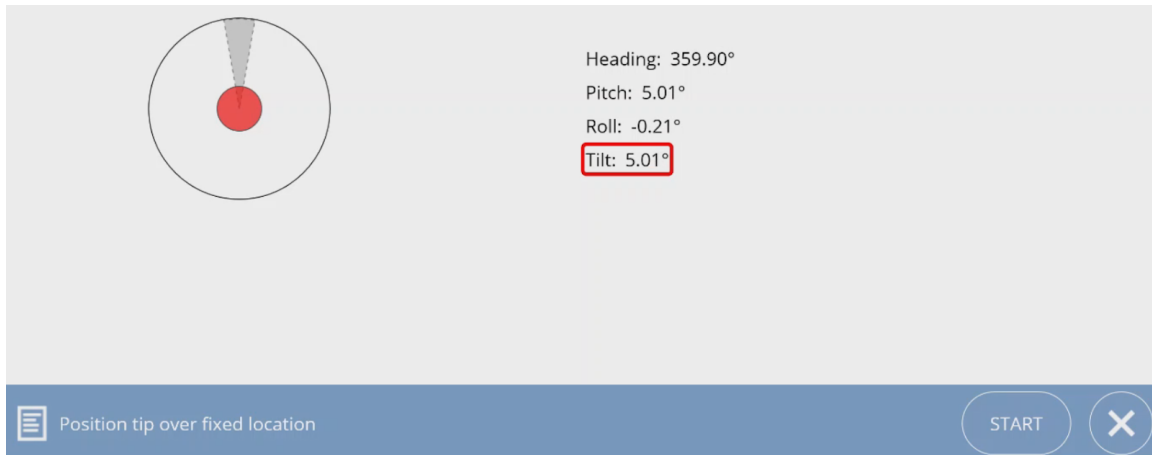 Heading: 359.90°
Pitch: 5.01°
Roll: -0.21°
Tilt: 5.01°
Position tip over fixed location
START